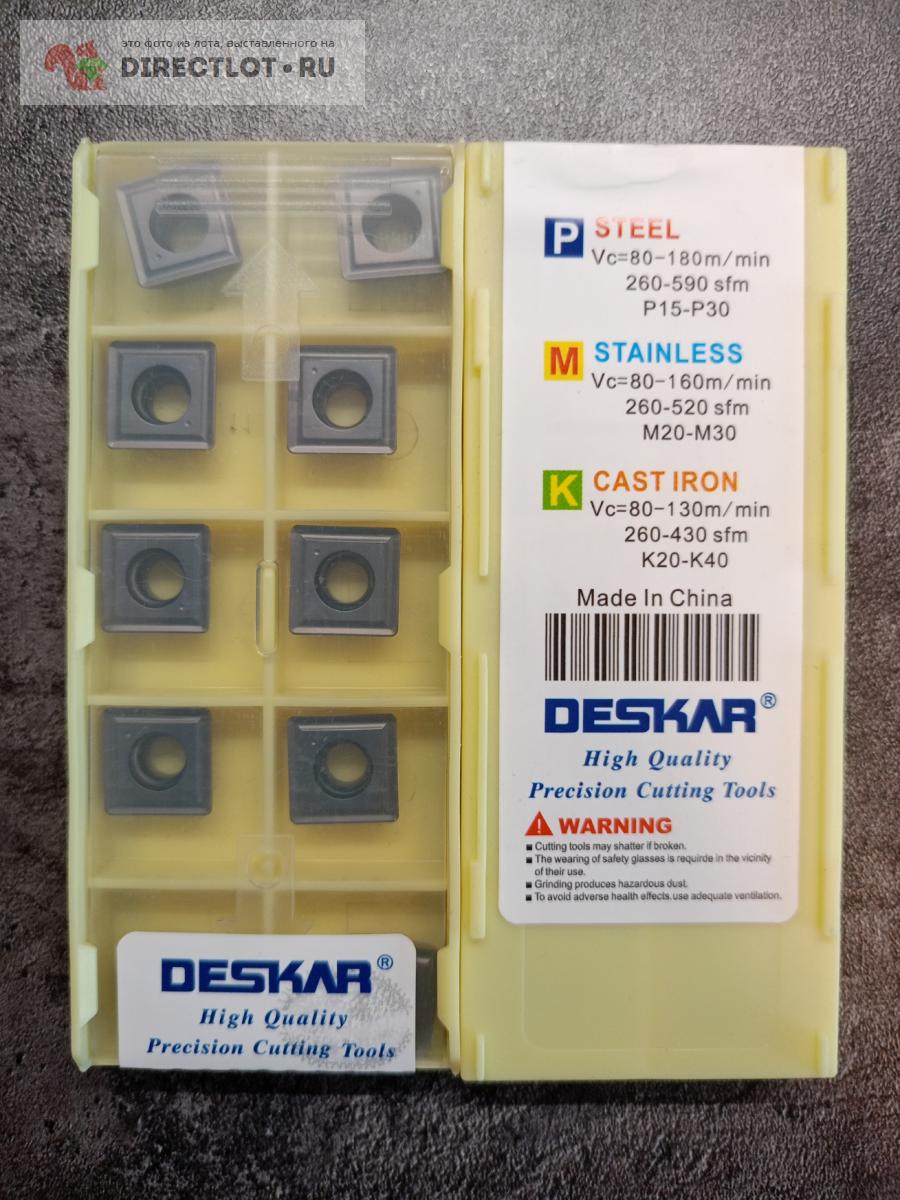 это фото из лота, выставленного на
DIRECTLOT • RU
P STEEL
Vc=80-180m/min
260-590 sfm
P15-P30
M STAINLESS
Vc=80-160m/min
260-520 sfm
M20-M30
K CAST IRON
Vc=80-130m/min
260-430 sfm
K20-K40
Made In China
DESKAR®
High Quality
Precision Cutting Tools
WARNING
Cutting tools may shatter if broken.
The wearing of safety glasses is requirde in the vicinity
of their use.
Grinding produces hazardous dust.
To avoid adverse health effects.use adequate ventilation.
DESKAR®
High Quality
Precision Cutting Tools